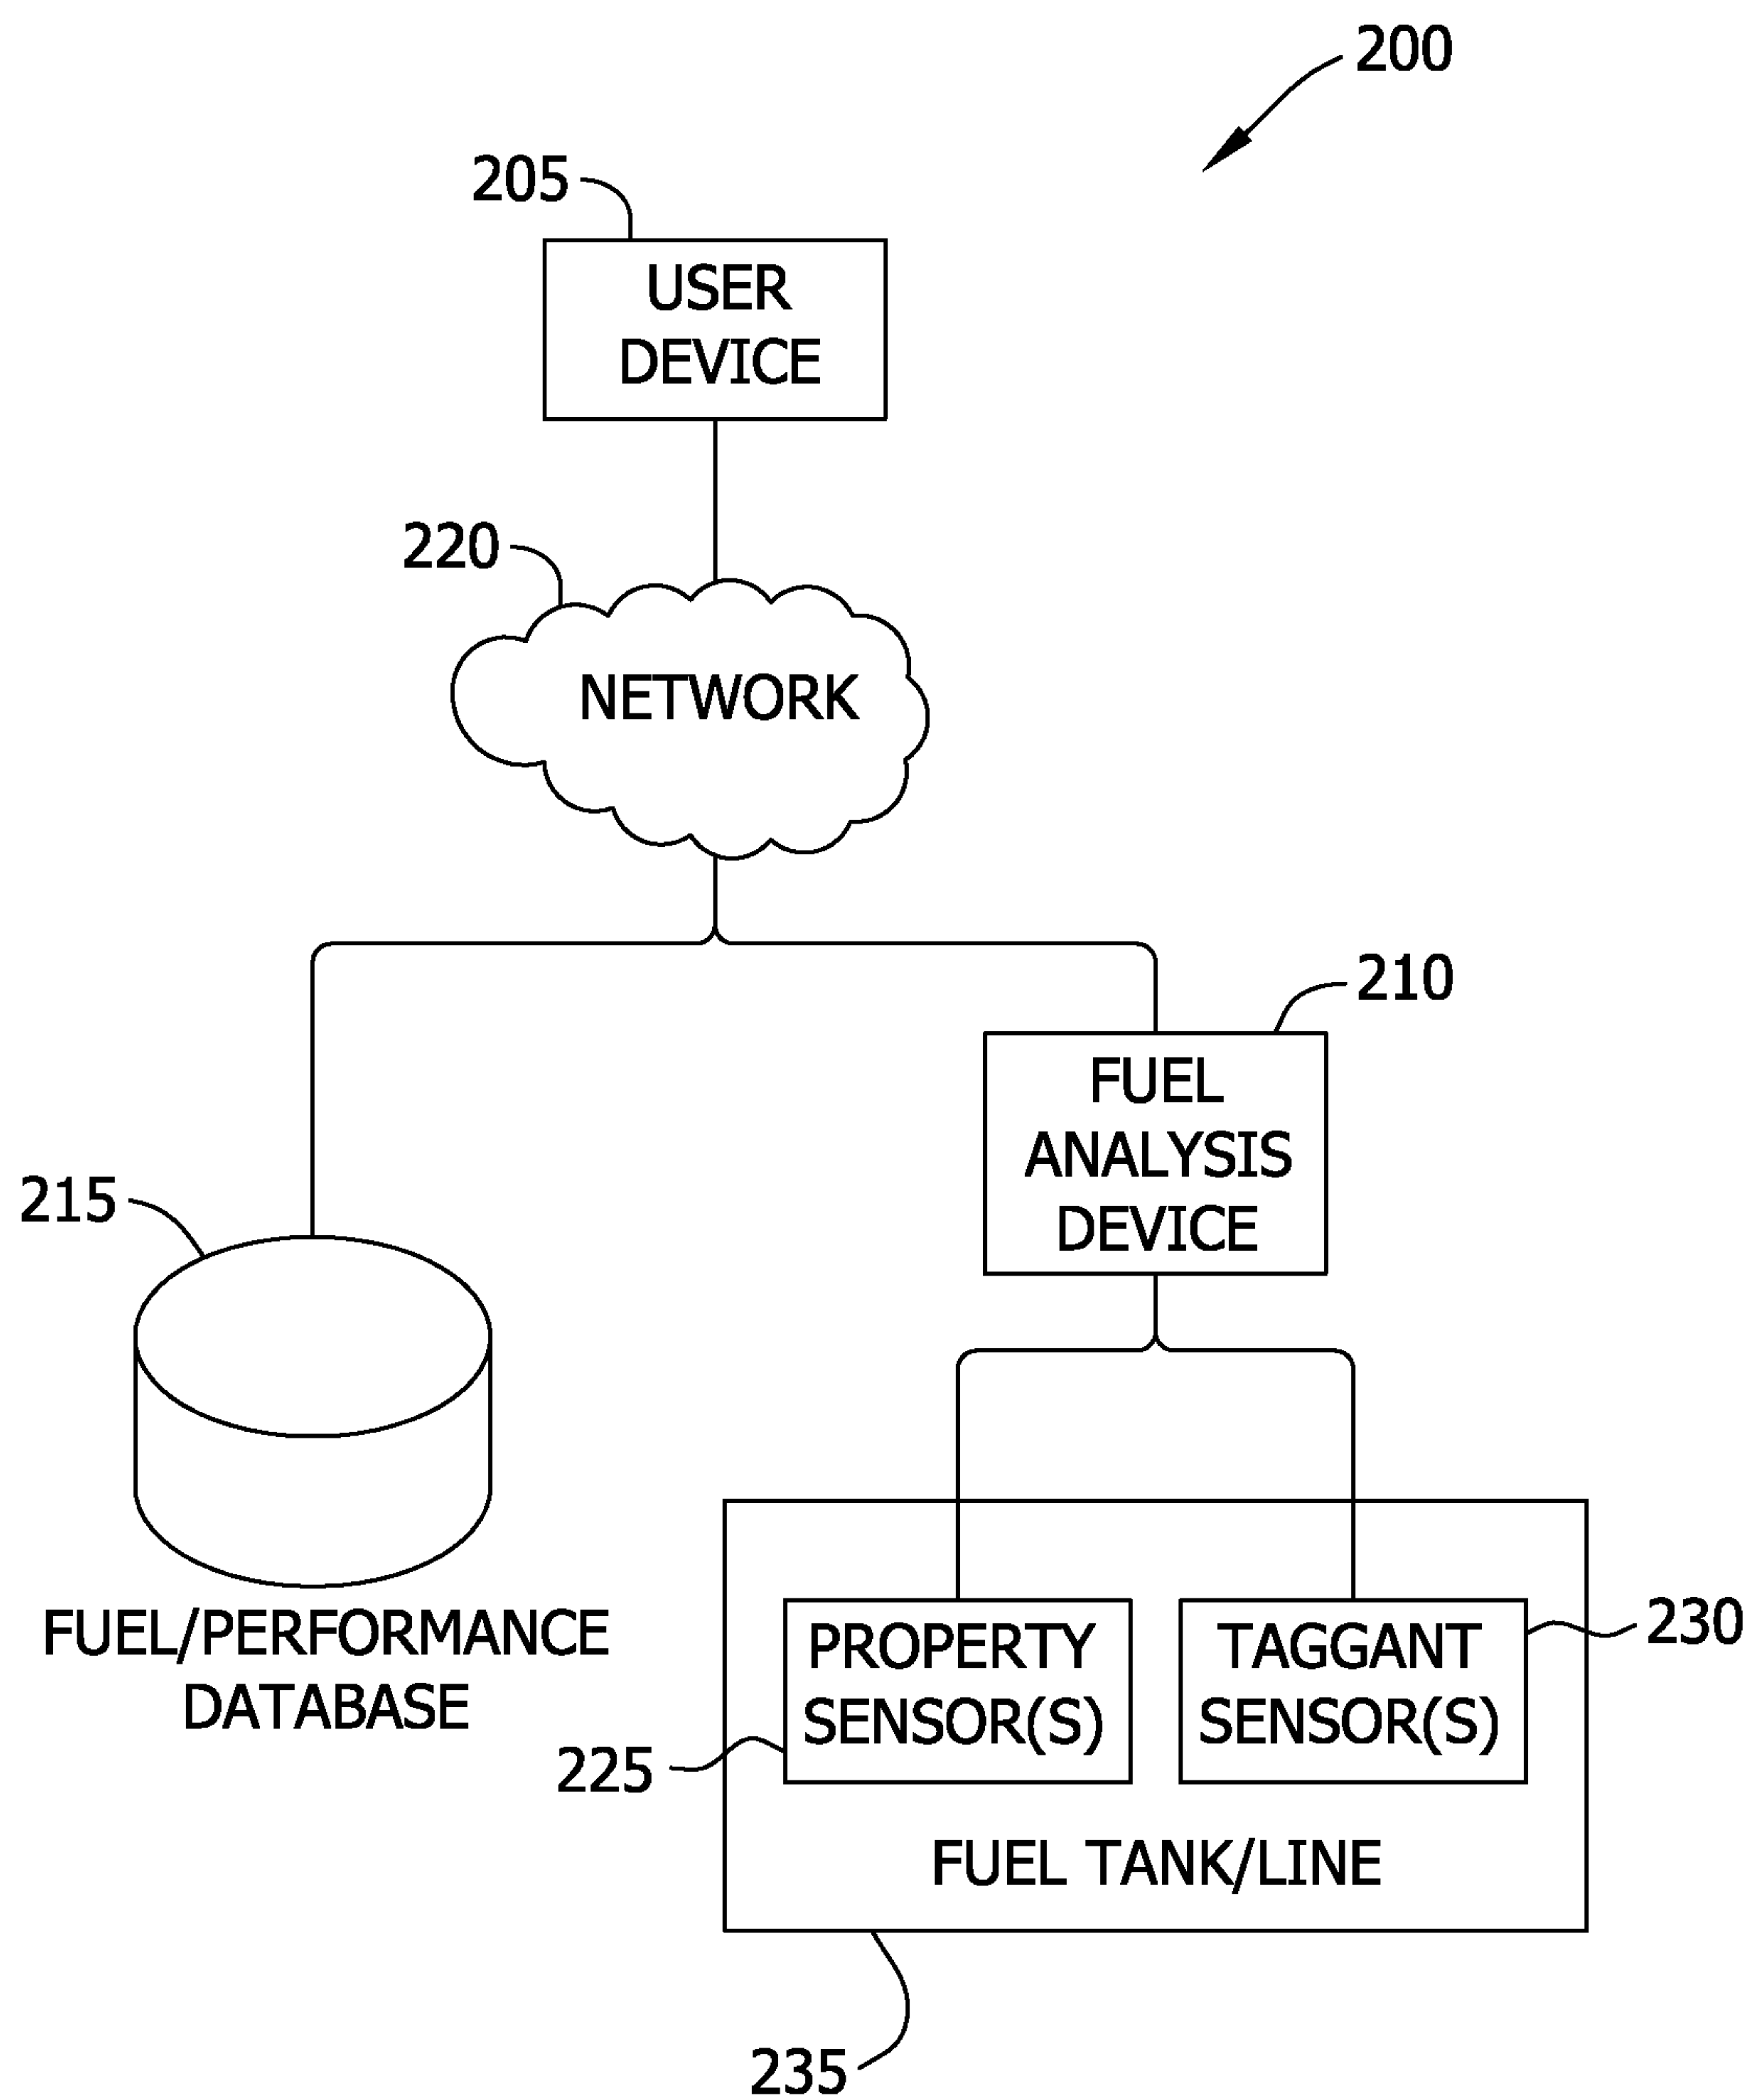 200
205
USER
DEVICE
220
NETWORK
210
FUEL
ANALYSIS
DEVICE
215
FUEL/PERFORMANCE
DATABASE
PROPERTY
SENSOR(S)
225
TAGGANT
SENSOR(S)
230
FUEL TANK/LINE
235